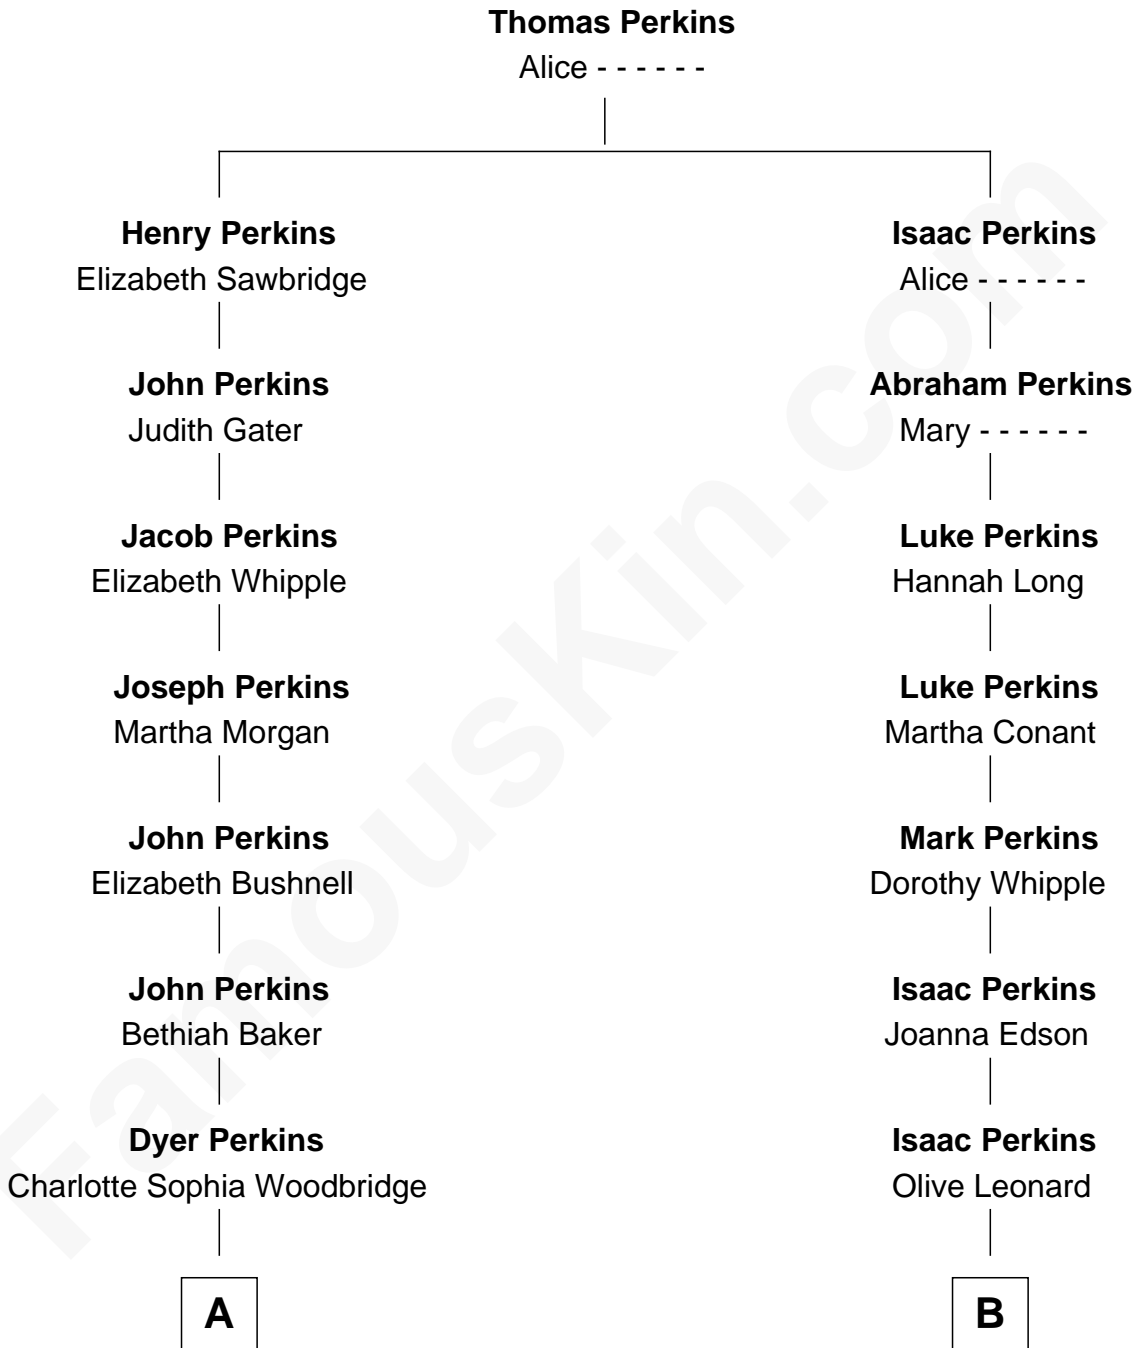 Thomas Perkins
Alice - - - - - -
Henry Perkins
Elizabeth Sawbridge
Isaac Perkins
Alice - - - - - -
John Perkins
Judith Gater
Abraham Perkins
Mary - - - - - -
Jacob Perkins
Elizabeth Whipple
Luke Perkins
Hannah Long
Joseph Perkins
Martha Morgan
Luke Perkins
Martha Conant
John Perkins
Elizabeth Bushnell
Mark Perkins
Dorothy Whipple
John Perkins
Bethiah Baker
Isaac Perkins
Joanna Edson
Dyer Perkins
Charlotte Sophia Woodbridge
Isaac Perkins
Olive Leonard
A
B
FamousKin.com